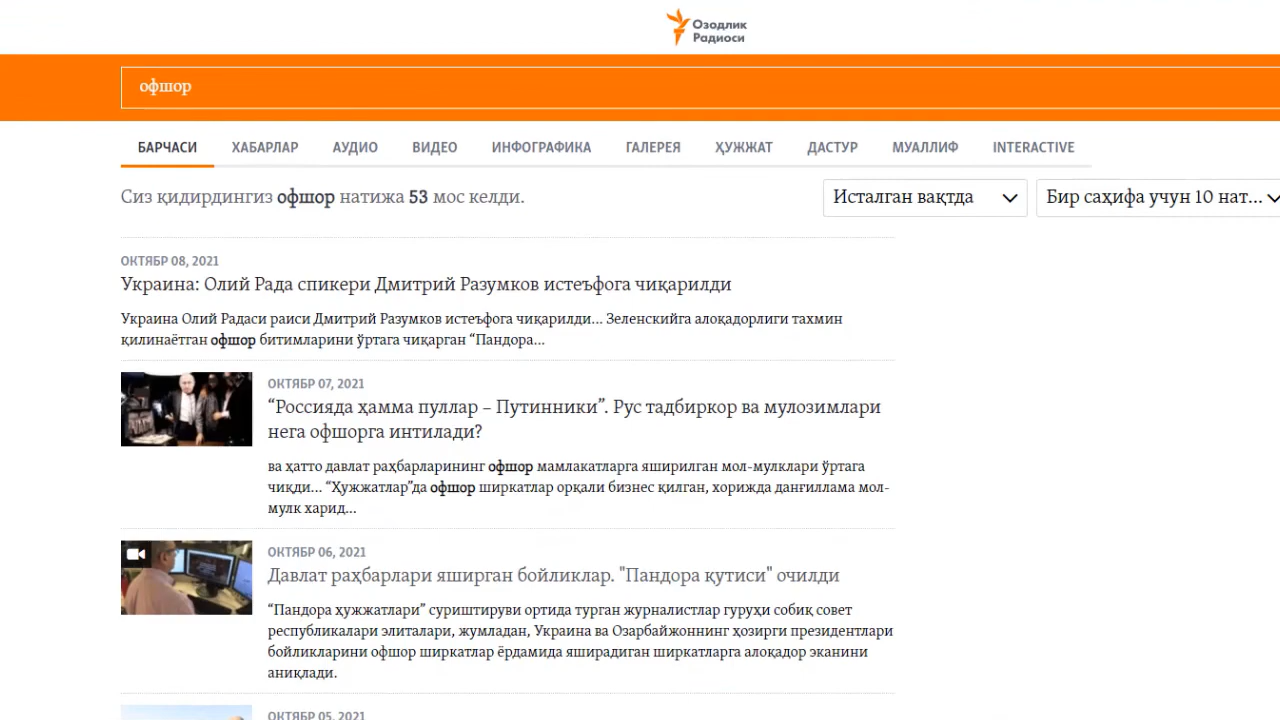 Озодлик
Радиоси
офшор
БАРЧАСИ ХАБАРЛАР АУДИО ВИДЕО ИНФОГРАФИКА ГАЛЕРЕЯ ҲУЖЖАТ ДАСТУР МУАЛЛИФ INTERACTIVE
Сиз қидирдингиз офшор натижа 53 мос келди. Исталган вақтда Бир саҳифа учун 10 нат...
ОКТЯБР 08, 2021
Украина: Олий Рада спикери Дмитрий Разумков истеъфога чиқарилди
Украина Олий Радаси раиси Дмитрий Разумков истеъфога чиқарилди... Зеленскийга алоқадорлиги тахмин
қилинаётган офшор битимларини ўртага чиқарган “Пандора...
ОКТЯБР 07, 2021
“Россияда ҳамма пуллар – Путинники”. Рус тадбиркор ва мулозимлари
нега офшорга интилади?
ва ҳатто давлат раҳбарларининг офшор мамлакатларга яширилган мол-мулклари ўртага
чиқди... “Ҳужжатлар”да офшор ширкатлар орқали бизнес қилган, хорижда данғиллама мол-
мулк харид...
ОКТЯБР 06, 2021
Давлат раҳбарлари яширган бойликлар. "Пандора қутиси" очилди
“Пандора ҳужжатлари” суриштируви ортида турган журналистлар гуруҳи собиқ совет
республикалари элиталари, жумладан, Украина ва Озарбайжоннинг ҳозирги президентлари
бойликларини офшор ширкатлар ёрдамида яширадиган ширкатларга алоқадор эканини
аниқлади.
ОКТЯБР 05, 2021